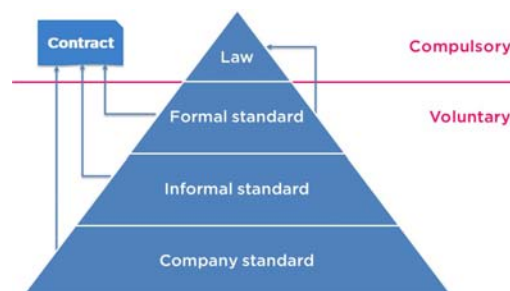 Contract
Compulsory
Law
Formal standard
Voluntary
Informal standard
Company standard